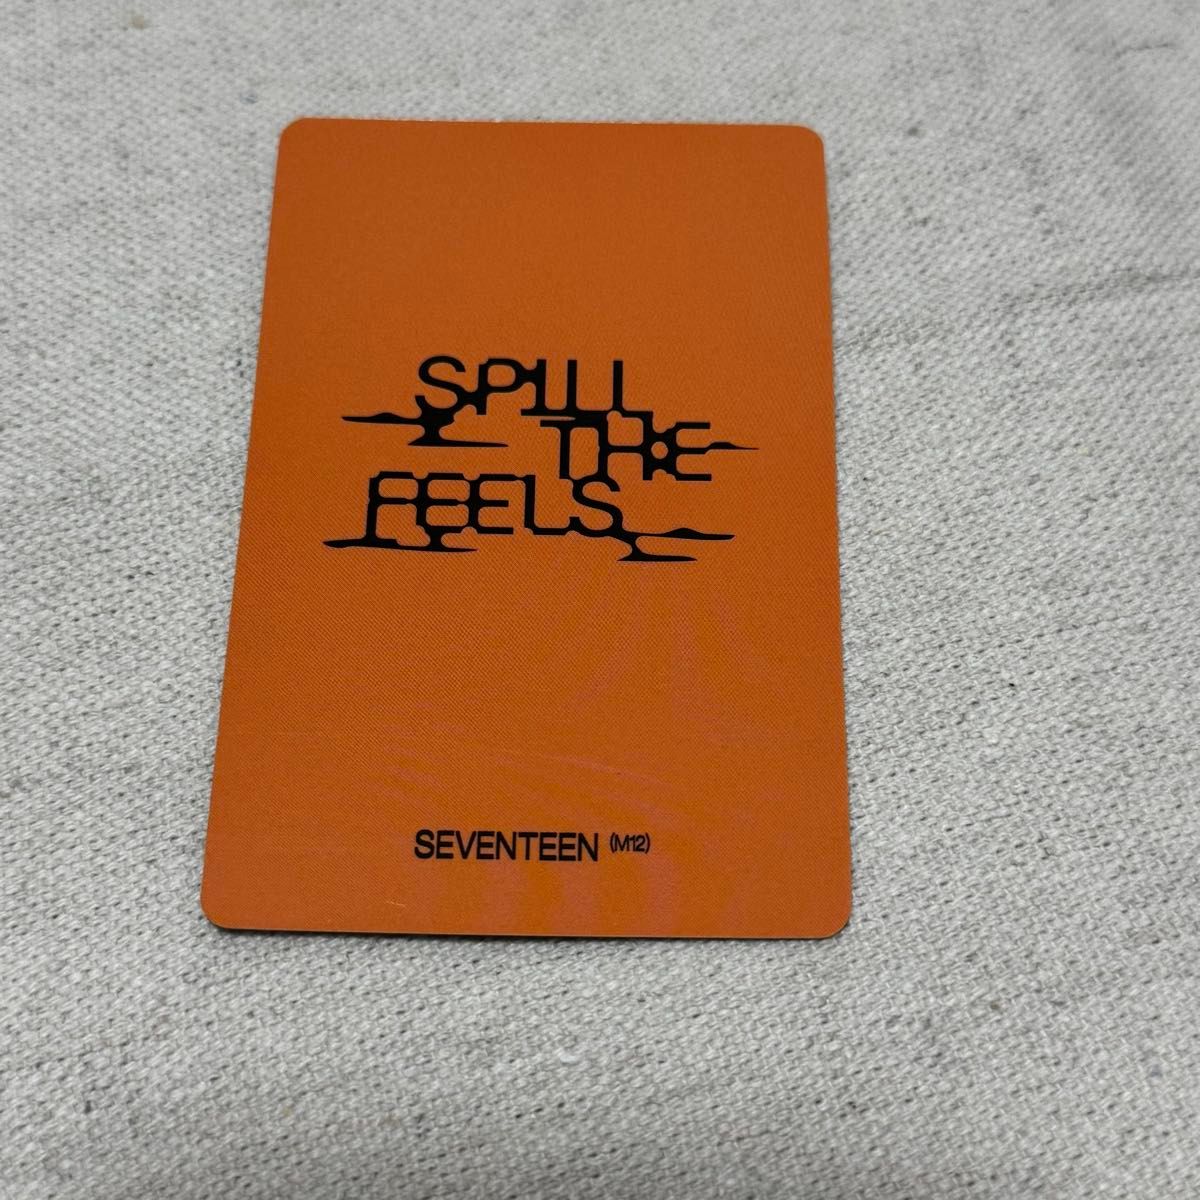 SPILL
THE
FEELS
SEVENTEEN (M12)